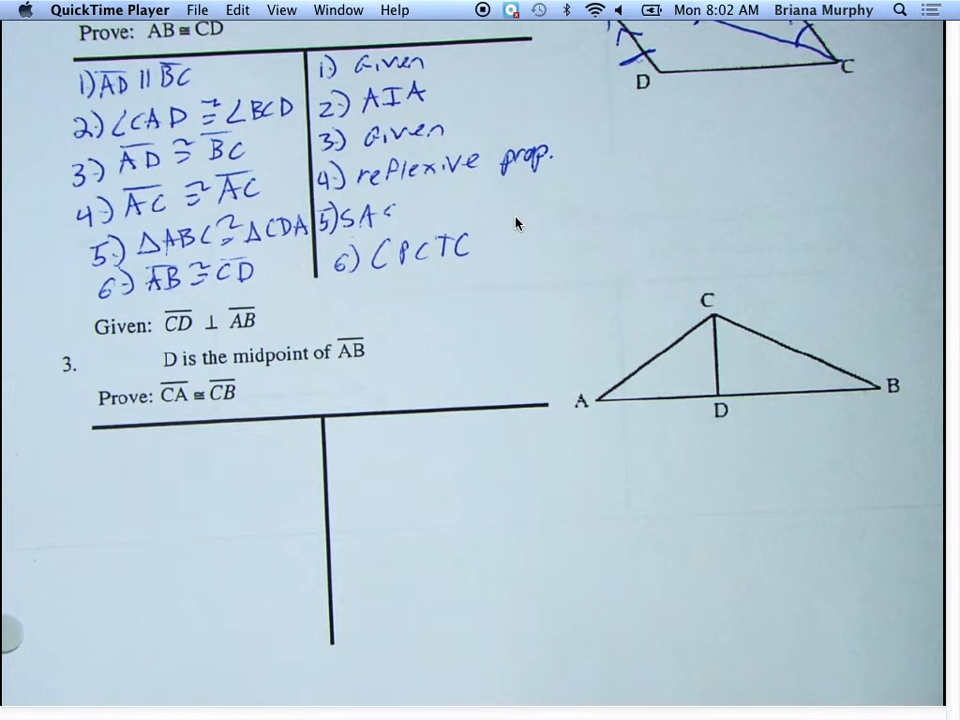 QuickTime Player File Edit View Window Help Mon 8:02 AM Briana Murphy
Prove: AB ≅ CD
1) AD || BC 1) Given
2) ∠CAD ≅ ∠BCD 2) AIA
3) AD ≅ BC 3) Given
4) AC ≅ AC 4) reflexive prop.
5) △ABC ≅ △CDA 5) SAS
6) AB ≅ CD 6) CPCTC
D C
Given: CD ⊥ AB
3. D is the midpoint of AB
Prove: CA ≅ CB
C
A D B